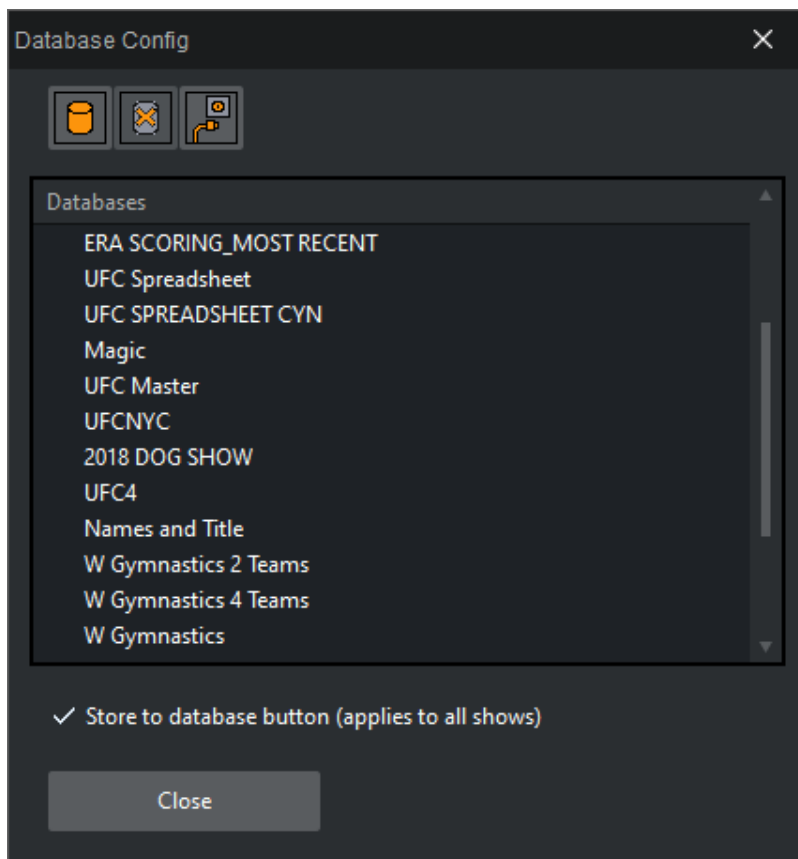 Database Config
Databases
ERA SCORING_MOST RECENT
UFC Spreadsheet
UFC SPREADSHEET CYN
Magic
UFC Master
UFCNYC
2018 DOG SHOW
UFC4
Names and Title
W Gymnastics 2 Teams
W Gymnastics 4 Teams
W Gymnastics
Store to database button (applies to all shows)
Close